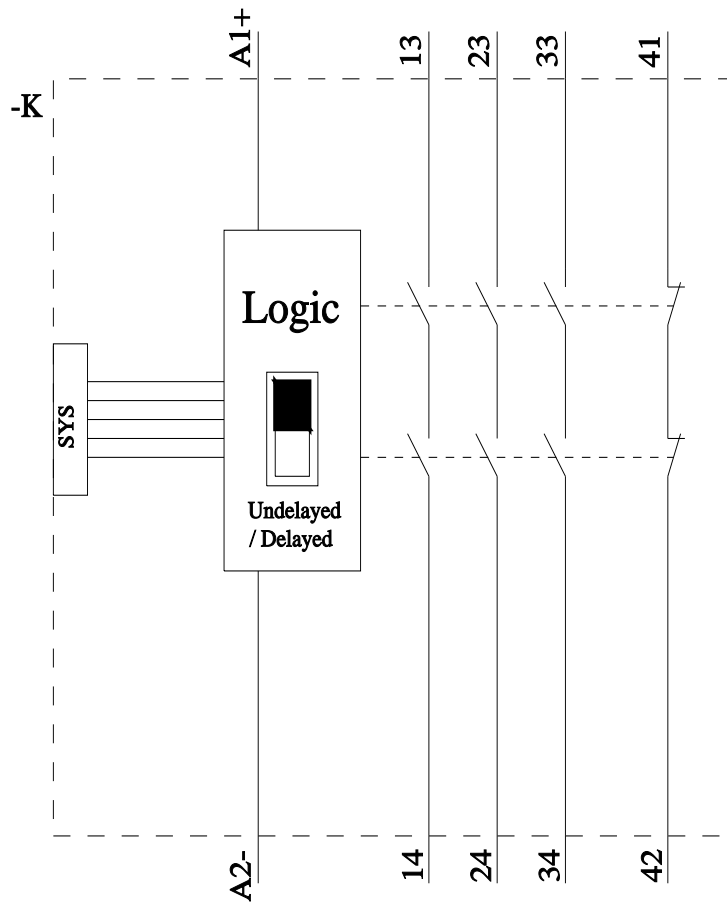 A1+
13
23
33
41
-K
Logic
SYS
Undelayed
/ Delayed
A2-
14
24
34
42